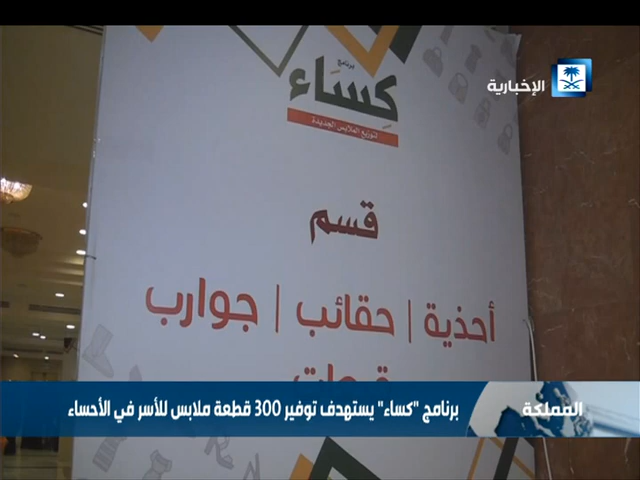 الإخبارية
برنامج
كساء
لتوزيع الملابس الجديدة
قسم
أحذية | حقائب | جوارب
المملكة
برنامج "كساء" يستهدف توفير 300 قطعة ملابس للأسر في الأحساء